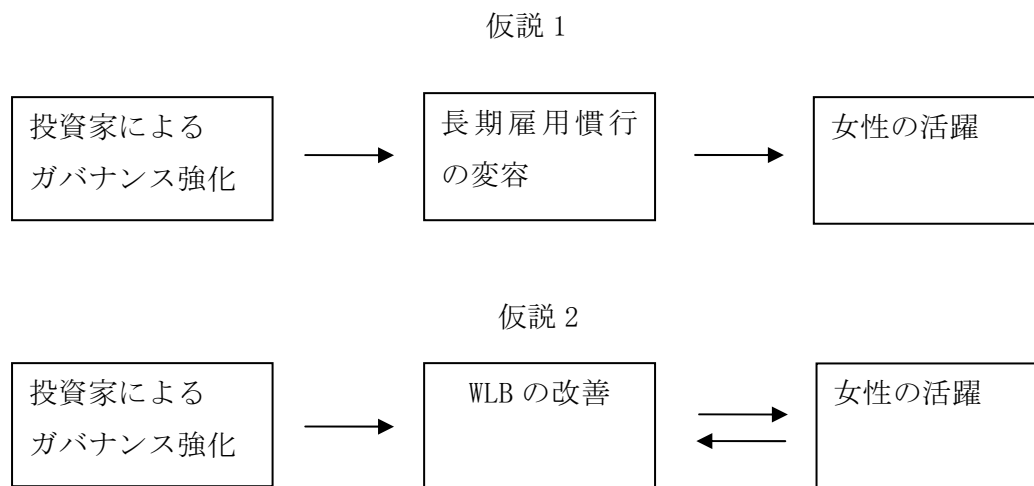 仮説 1
投資家による
ガバナンス強化
長期雇用慣行
の変容
女性の活躍
仮説 2
投資家による
ガバナンス強化
WLB の改善
女性の活躍